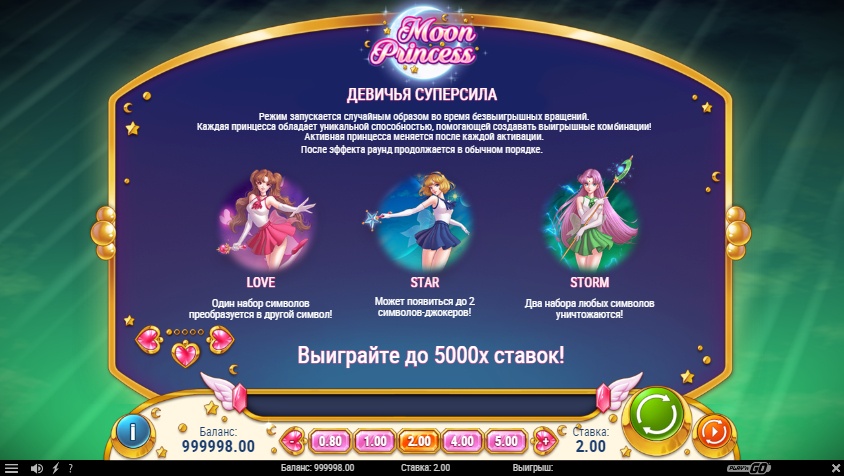 Moon
Princess
ДЕВИЧЬЯ СУПЕРСИЛА
Режим запускается случайным образом во время безвыигрышных вращений.
Каждая принцесса обладает уникальной способностью, помогающей создавать выигрышные комбинации!
Активная принцесса меняется после каждой активации.
После эффекта раунд продолжается в обычном порядке.
LOVE
STAR
STORM
Один набор символов
преобразуется в другой символ!
Может появиться до 2
символов-джокеров!
Два набора любых символов
уничтожаются!
Выиграйте до 5000x ставок!
Баланс:
999998.00
- 0.80 1.00 2.00 4.00 5.00 +
Ставка:
2.00
i
? Баланс: 999998.00 Ставка: 2.00 Выигрыш: PLAY'N GO